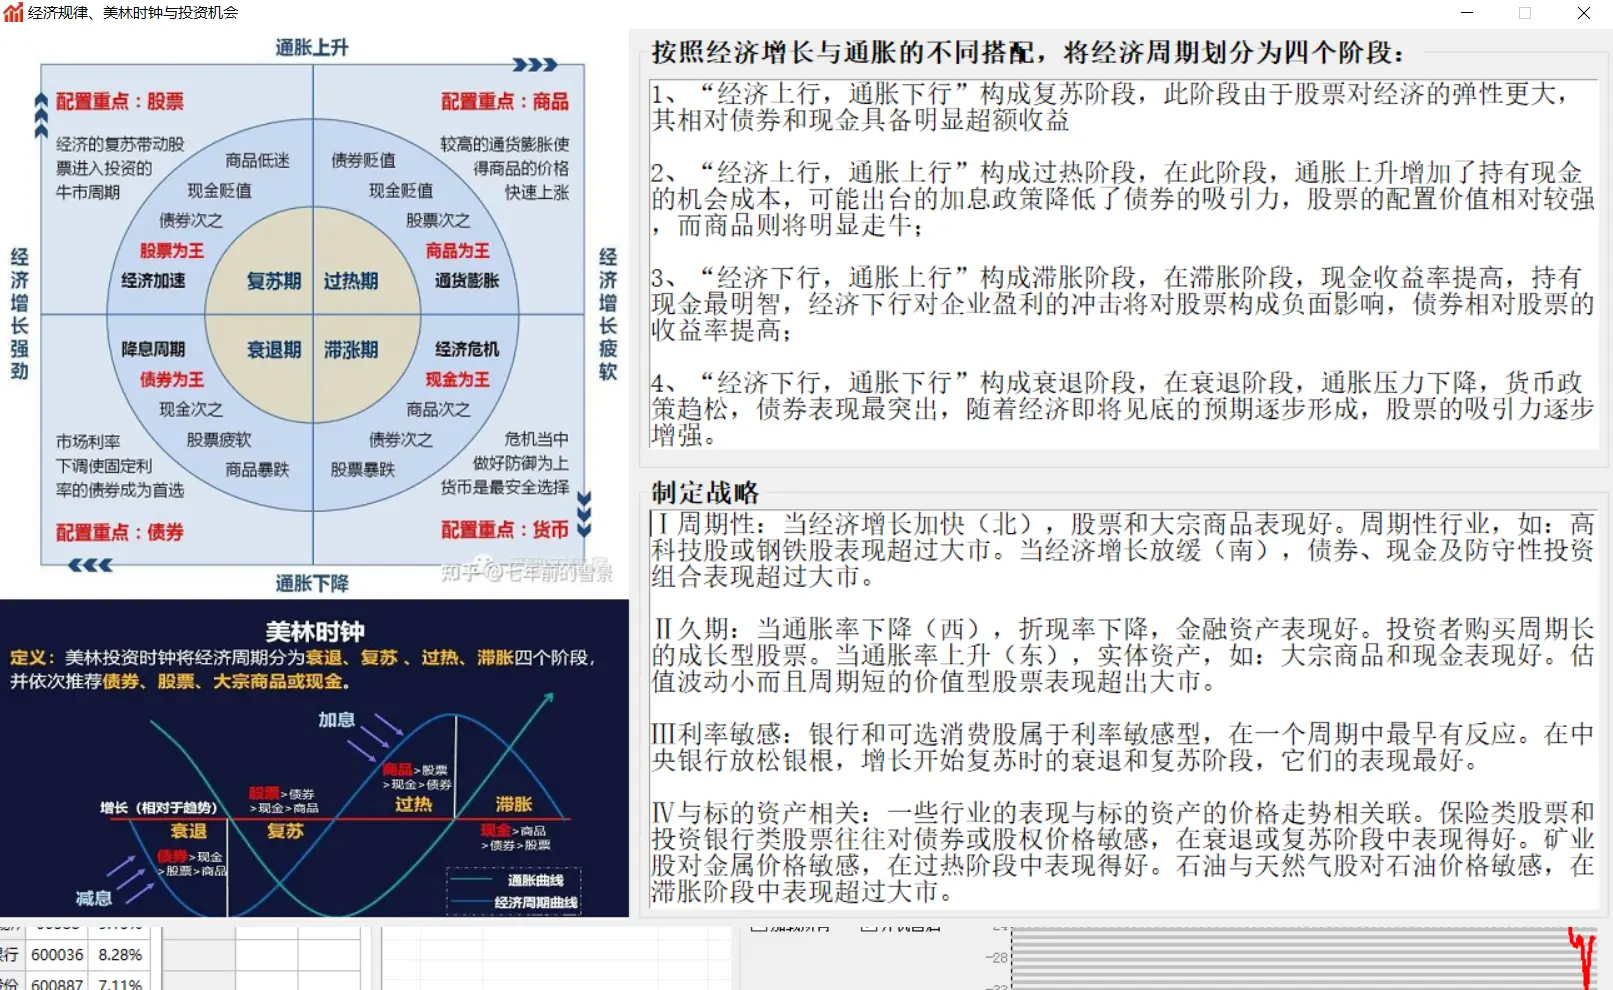 经济规律、美林时钟与投资机会
通胀上升
配置重点：股票
经济的复苏带动股
票进入投资的
牛市周期
配置重点：商品
较高的通货膨胀使
得商品的价格
快速上涨
商品低迷
现金贬值
债券次之
股票为王
经济加速
债券贬值
现金贬值
股票次之
商品为王
通货膨胀
复苏期
过热期
经济增长强劲
经济增长疲软
衰退期
滞涨期
降息周期
债券为王
现金次之
股票疲软
商品暴跌
经济危机
现金为王
商品次之
债券次之
股票暴跌
市场利率
下调使固定利
率的债券成为首选
配置重点：债券
危机当中
做好防御为上
货币是最安全选择
配置重点：货币
通胀下降
知乎 @七年前的雪景
美林时钟
定义：美林投资时钟将经济周期分为衰退、复苏 、过热、滞胀四个阶段，
并依次推荐债券、股票、大宗商品或现金。
加息
商品>股票
>现金>债券
过热
股票>债券
>现金>商品
增长（相对于趋势）
滞胀
衰退
复苏
现金>商品
>债券>股票
债券>现金
>股票>商品
减息
通胀曲线
经济周期曲线
按照经济增长与通胀的不同搭配，将经济周期划分为四个阶段：
1、“经济上行，通胀下行”构成复苏阶段，此阶段由于股票对经济的弹性更大，
其相对债券和现金具备明显超额收益
2、“经济上行，通胀上行”构成过热阶段，在此阶段，通胀上升增加了持有现金
的机会成本，可能出台的加息政策降低了债券的吸引力，股票的配置价值相对较强
，而商品则将明显走牛；
3、“经济下行，通胀上行”构成滞胀阶段，在滞胀阶段，现金收益率提高，持有
现金最明智，经济下行对企业盈利的冲击将对股票构成负面影响，债券相对股票的
收益率提高；
4、“经济下行，通胀下行”构成衰退阶段，在衰退阶段，通胀压力下降，货币政
策趋松，债券表现最突出，随着经济即将见底的预期逐步形成，股票的吸引力逐步
增强。
制定战略
Ⅰ周期性：当经济增长加快（北），股票和大宗商品表现好。周期性行业，如：高
科技股或钢铁股表现超过大市。当经济增长放缓（南），债券、现金及防守性投资
组合表现超过大市。
Ⅱ久期：当通胀率下降（西），折现率下降，金融资产表现好。投资者购买周期长
的成长型股票。当通胀率上升（东），实体资产，如：大宗商品和现金表现好。估
值波动小而且周期短的价值型股票表现超出大市。
Ⅲ利率敏感：银行和可选消费股属于利率敏感型，在一个周期中最早有反应。在中
央银行放松银根，增长开始复苏时的衰退和复苏阶段，它们的表现最好。
Ⅳ与标的资产相关：一些行业的表现与标的资产的价格走势相关联。保险类股票和
投资银行类股票往往对债券或股权价格敏感，在衰退或复苏阶段中表现得好。矿业
股对金属价格敏感，在过热阶段中表现得好。石油与天然气股对石油价格敏感，在
滞胀阶段中表现超过大市。
行 600036 8.28%
份 600887 7.11%
-28